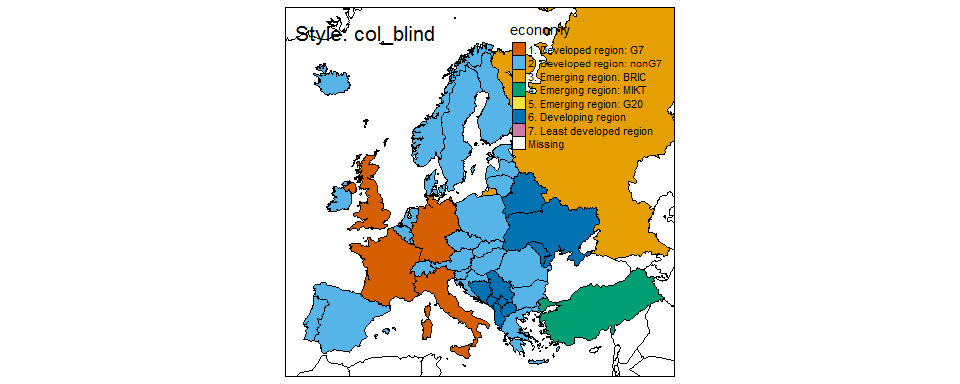 Style: col_blind
economy
1. Developed region: G7
2. Developed region: nonG7
3. Emerging region: BRIC
4. Emerging region: MIKT
5. Emerging region: G20
6. Developing region
7. Least developed region
Missing